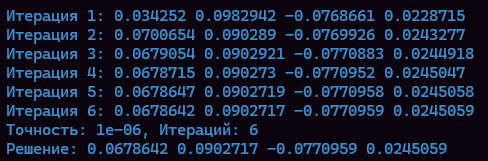 Итерация 1: 0.034252 0.0982942 -0.0768661 0.0228715
Итерация 2: 0.0700654 0.090289 -0.0769926 0.0243277
Итерация 3: 0.0679054 0.0902921 -0.0770883 0.0244918
Итерация 4: 0.0678715 0.090273 -0.0770952 0.0245047
Итерация 5: 0.0678647 0.0902719 -0.0770958 0.0245058
Итерация 6: 0.0678642 0.0902717 -0.0770959 0.0245059
Точность: 1e-06, Итераций: 6
Решение: 0.0678642 0.0902717 -0.0770959 0.0245059